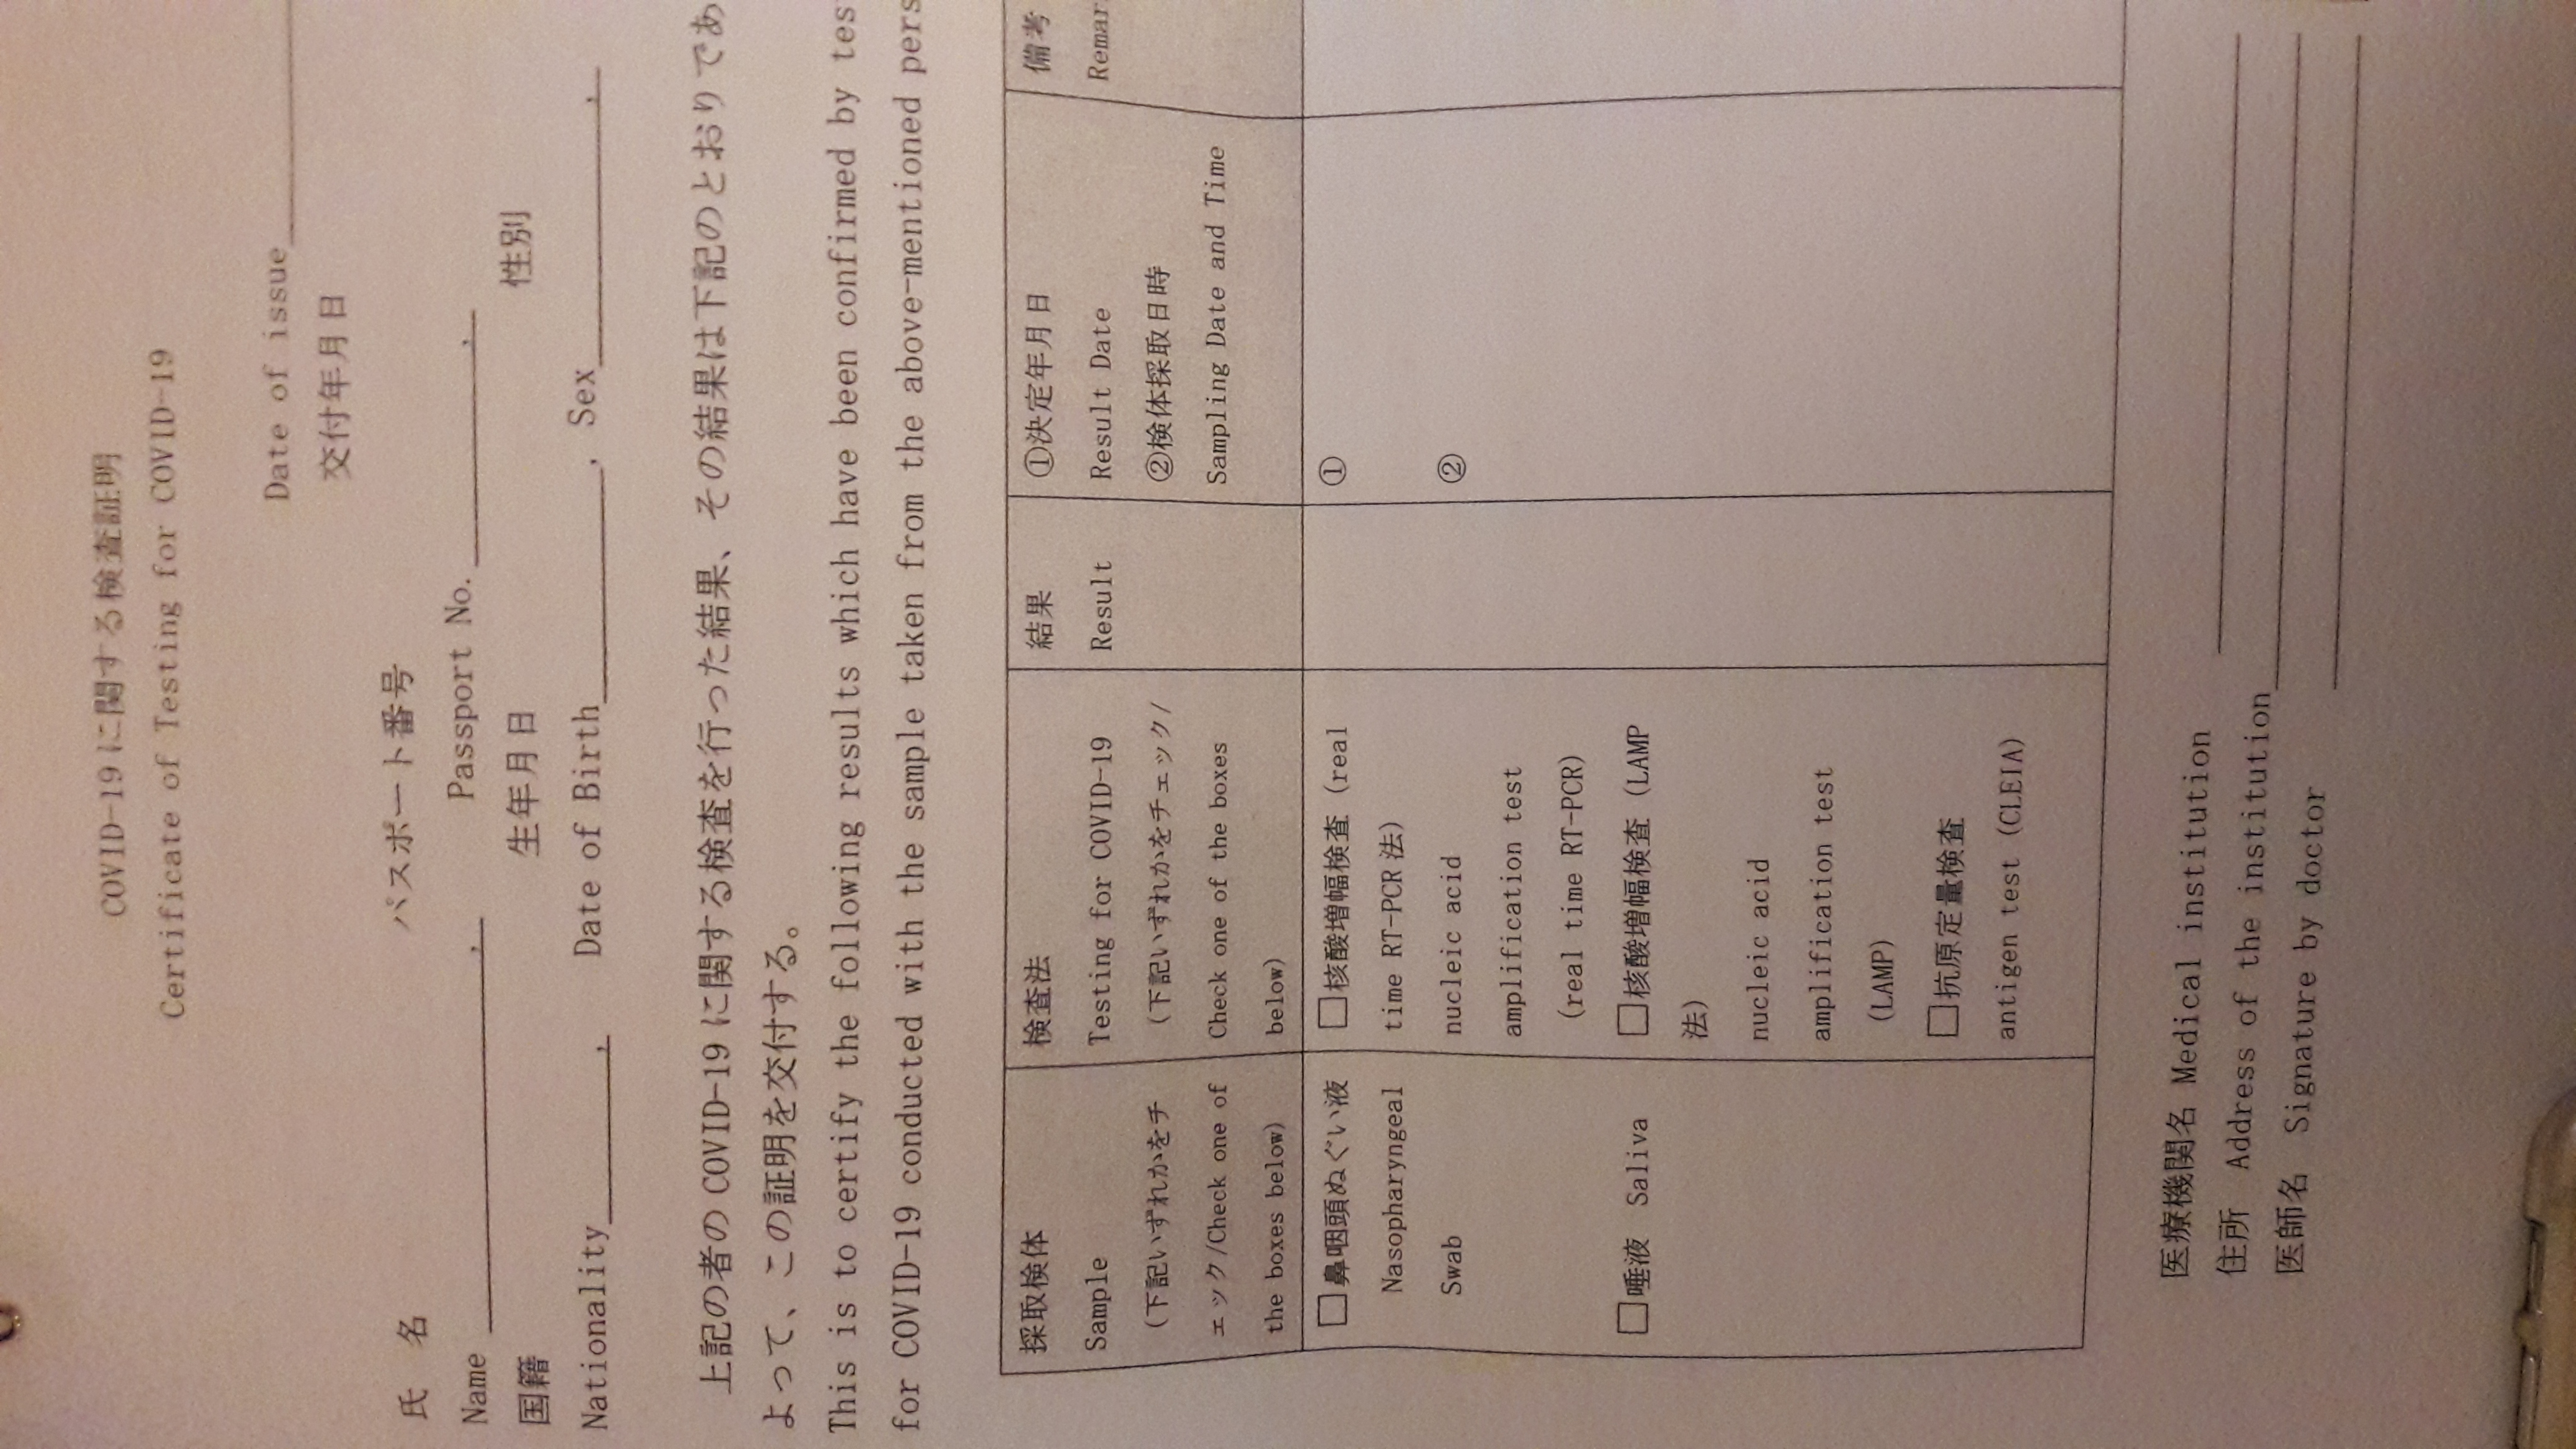 COVID-19 に関する検査証明
Certificate of Testing for COVID-19
Date of issue
交付年月日
氏 名 パスポート番号
Name , Passport No. ,
国籍 生年月日 性別
Nationality , Date of Birth , Sex ,
上記の者の COVID-19 に関する検査を行った結果、その結果は下記のとおりであ
よって、この証明を交付する。
This is to certify the following results which have been confirmed by tes
for COVID-19 conducted with the sample taken from the above-mentioned pers
採取検体
Sample
（下記いずれかをチ
ェック/Check one of
the boxes below)
検査法
Testing for COVID-19
（下記いずれかをチェック/
Check one of the boxes
below)
結果
Result
①決定年月日
Result Date
②検体採取日時
Sampling Date and Time
備考
Remar
□鼻咽頭ぬぐい液
Nasopharyngeal
Swab
□唾液 Saliva
□核酸増幅検査（real
time RT-PCR 法）
nucleic acid
amplification test
(real time RT-PCR)
□核酸増幅検査（LAMP
法）
nucleic acid
amplification test
(LAMP)
□抗原定量検査
antigen test (CLEIA)
①
②
医療機関名 Medical institution
住所 Address of the institution
医師名 Signature by doctor